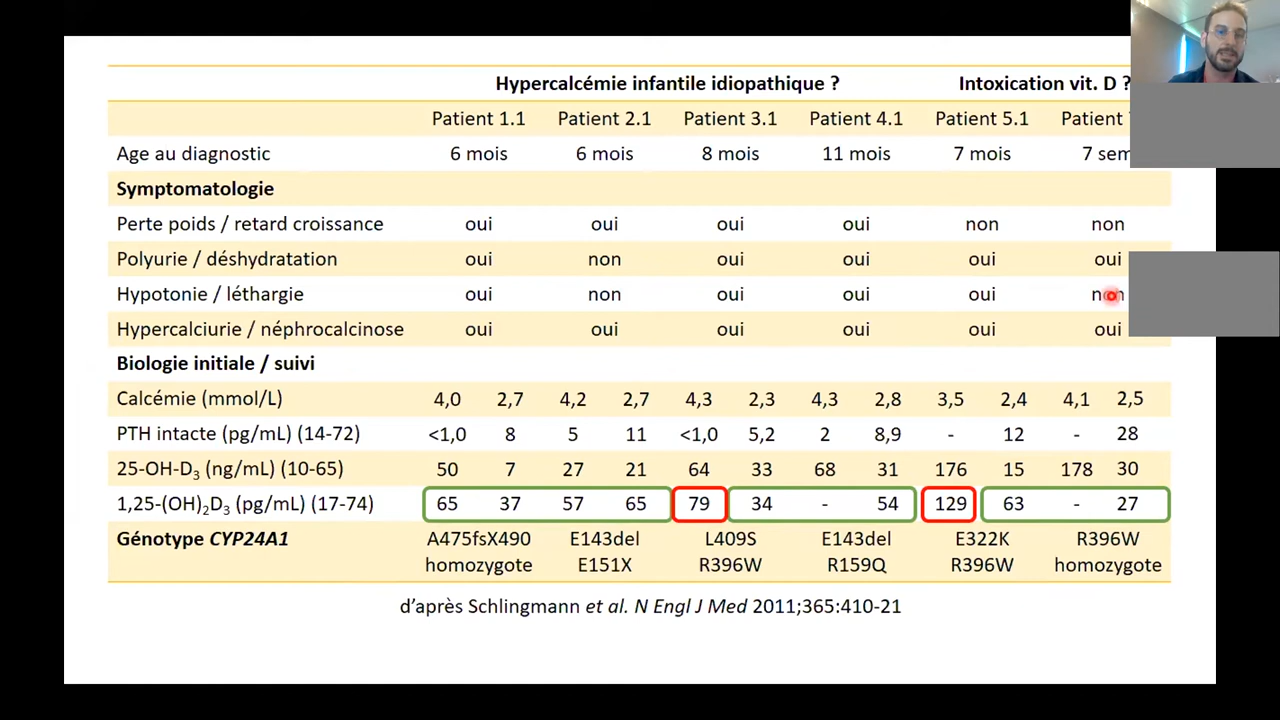 Hypercalcémie infantile idiopathique ? Intoxication vit. D ?
Patient 1.1 Patient 2.1 Patient 3.1 Patient 4.1 Patient 5.1 Patient
Age au diagnostic 6 mois 6 mois 8 mois 11 mois 7 mois 7 sem
Symptomatologie
Perte poids / retard croissance oui oui oui oui non non
Polyurie / déshydratation oui non oui oui oui oui
Hypotonie / léthargie oui non oui oui oui non
Hypercalciurie / néphrocalcinose oui oui oui oui oui oui
Biologie initiale / suivi
Calcémie (mmol/L) 4,0 2,7 4,2 2,7 4,3 2,3 4,3 2,8 3,5 2,4 4,1 2,5
PTH intacte (pg/mL) (14-72) <1,0 8 5 11 <1,0 5,2 2 8,9 - 12 - 28
25-OH-D₃ (ng/mL) (10-65) 50 7 27 21 64 33 68 31 176 15 178 30
1,25-(OH)₂D₃ (pg/mL) (17-74) 65 37 57 65 79 34 - 54 129 63 - 27
Génotype CYP24A1 A475fsX490 E143del L409S E143del E322K R396W
homozygote E151X R396W R159Q R396W homozygote
d’après Schlingmann et al. N Engl J Med 2011;365:410-21